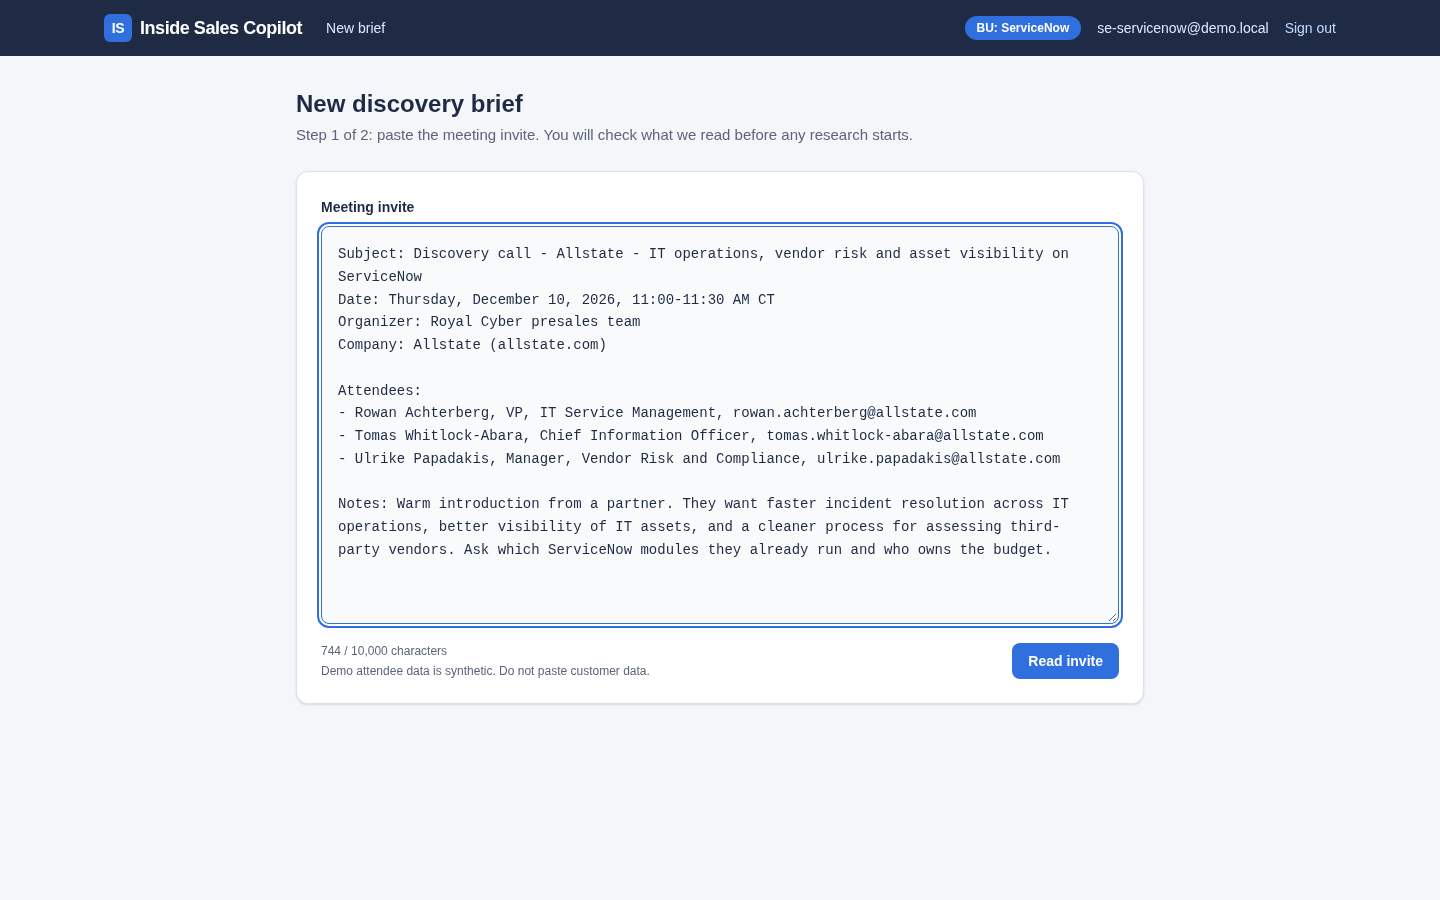 IS Inside Sales Copilot New brief BU: ServiceNow se-servicenow@demo.local Sign out
New discovery brief
Step 1 of 2: paste the meeting invite. You will check what we read before any research starts.
Meeting invite
Subject: Discovery call - Allstate - IT operations, vendor risk and asset visibility on
ServiceNow
Date: Thursday, December 10, 2026, 11:00-11:30 AM CT
Organizer: Royal Cyber presales team
Company: Allstate (allstate.com)
Attendees:
- Rowan Achterberg, VP, IT Service Management, rowan.achterberg@allstate.com
- Tomas Whitlock-Abara, Chief Information Officer, tomas.whitlock-abara@allstate.com
- Ulrike Papadakis, Manager, Vendor Risk and Compliance, ulrike.papadakis@allstate.com
Notes: Warm introduction from a partner. They want faster incident resolution across IT
operations, better visibility of IT assets, and a cleaner process for assessing third-
party vendors. Ask which ServiceNow modules they already run and who owns the budget.
744 / 10,000 characters
Demo attendee data is synthetic. Do not paste customer data.
Read invite